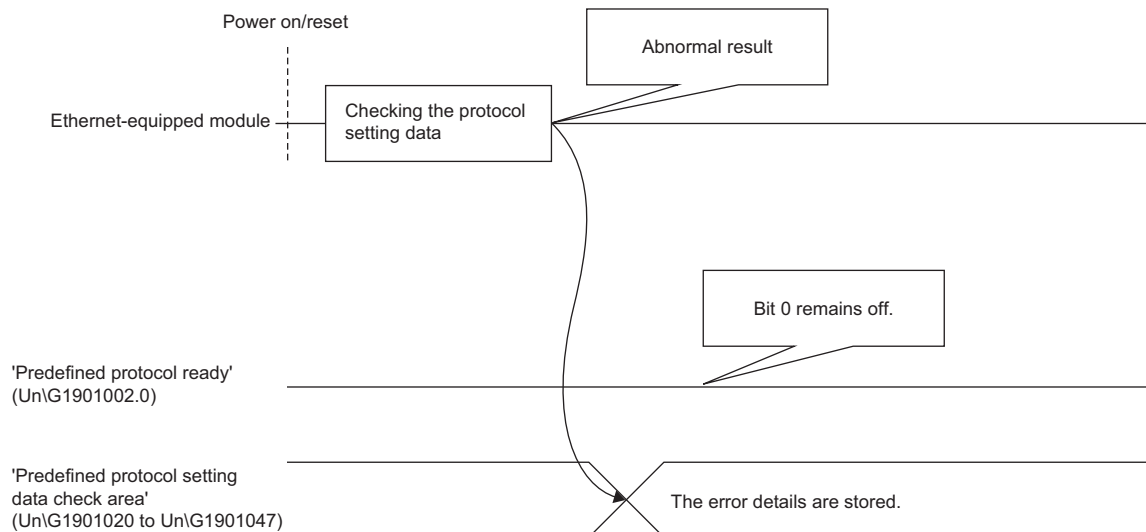 Power on/reset
Abnormal result
Ethernet-equipped module
Checking the protocol
setting data
Bit 0 remains off.
'Predefined protocol ready'
(Un\G1901002.0)
'Predefined protocol setting
data check area'
(Un\G1901020 to Un\G1901047)
The error details are stored.